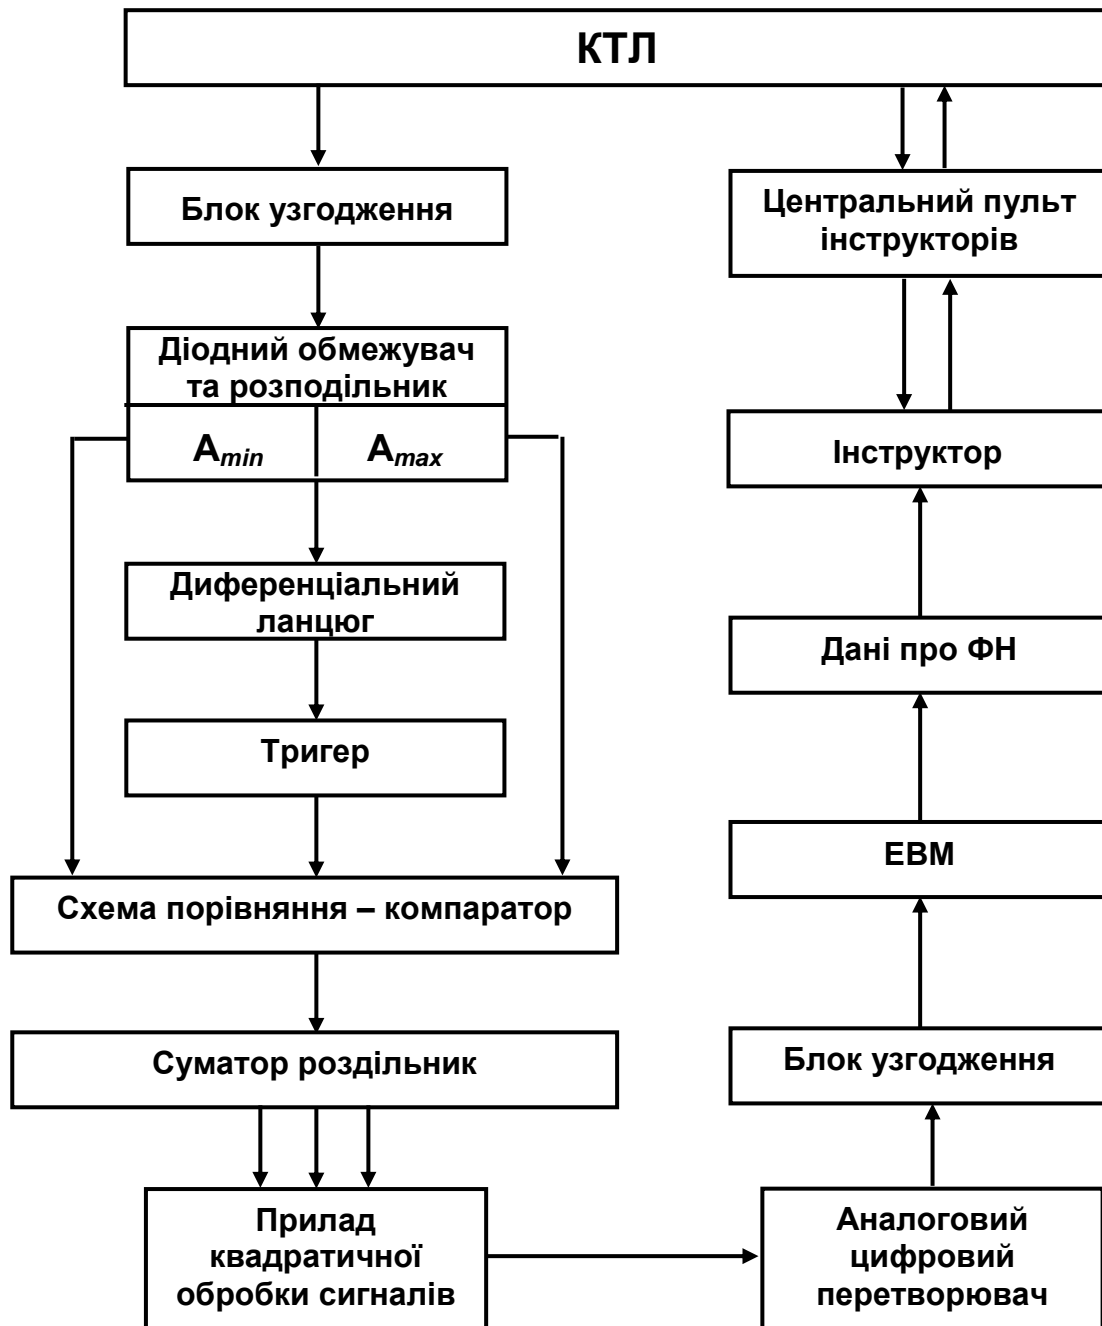 КТЛ
Блок узгодження
Діодний обмежувач
та розподільник
Amin
Amax
Диференціальний
ланцюг
Тригер
Схема порівняння – компаратор
Суматор роздільник
Прилад
квадратичної
обробки сигналів
Центральний пульт
інструкторів
Інструктор
Дані про ФН
ЕВМ
Блок узгодження
Аналоговий
цифровий
перетворювач